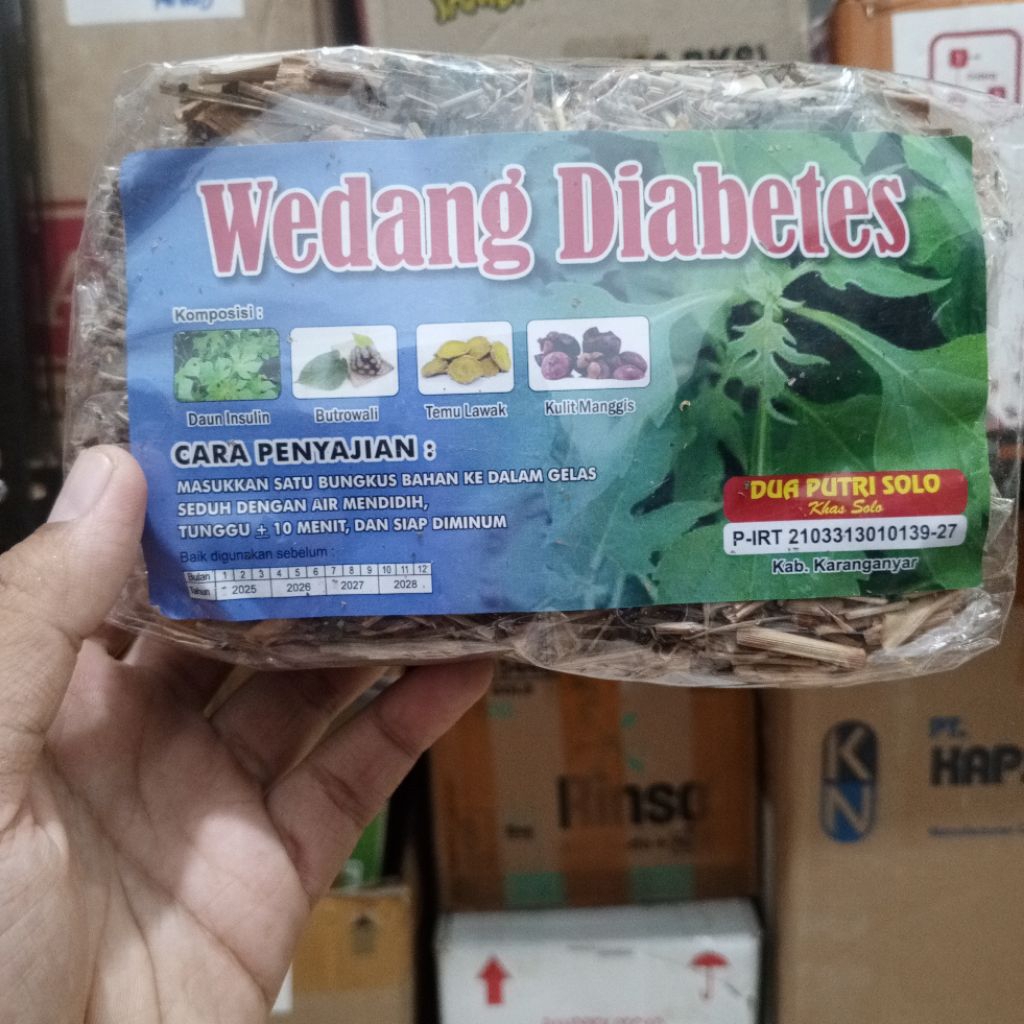 Wedang Diabetes
Komposisi :
Daun Insulin
Butrowali
Temu Lawak
Kulit Manggis
CARA PENYAJIAN :
MASUKKAN SATU BUNGKUS BAHAN KE DALAM GELAS
SEDUH DENGAN AIR MENDIDIH,
TUNGGU ± 10 MENIT, DAN SIAP DIMINUM
Baik digunakan sebelum :
Bulan 1 2 3 4 5 6 7 8 9 10 11 12
Tahun 2025 2026 2027 2028
DUA PUTRI SOLO
Khas Solo
P-IRT 2103313010139-27
Kab. Karanganyar
Rinso
KN
PT.